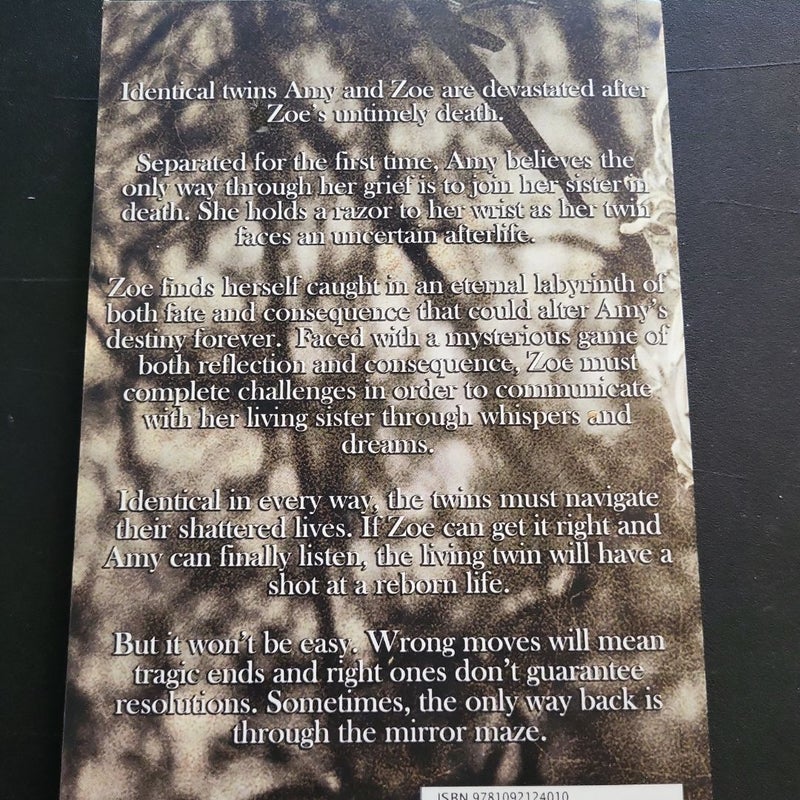 Identical twins Amy and Zoe are devastated after
Zoe's untimely death.
Separated for the first time, Amy believes the
only way through her grief is to join her sister in
death. She holds a razor to her wrist as her twin
faces an uncertain afterlife.
Zoe finds herself caught in an eternal labyrinth of
both fate and consequence that could alter Amy's
destiny forever. Faced with a mysterious game of
both reflection and consequence, Zoe must
complete challenges in order to communicate
with her living sister through whispers and
dreams.
Identical in every way, the twins must navigate
their shattered lives. If Zoe can get it right and
Amy can finally listen, the living twin will have a
shot at a reborn life.
But it won't be easy. Wrong moves will mean
tragic ends and right ones don't guarantee
resolutions. Sometimes, the only way back is
through the mirror maze.
ISBN 9781092124010